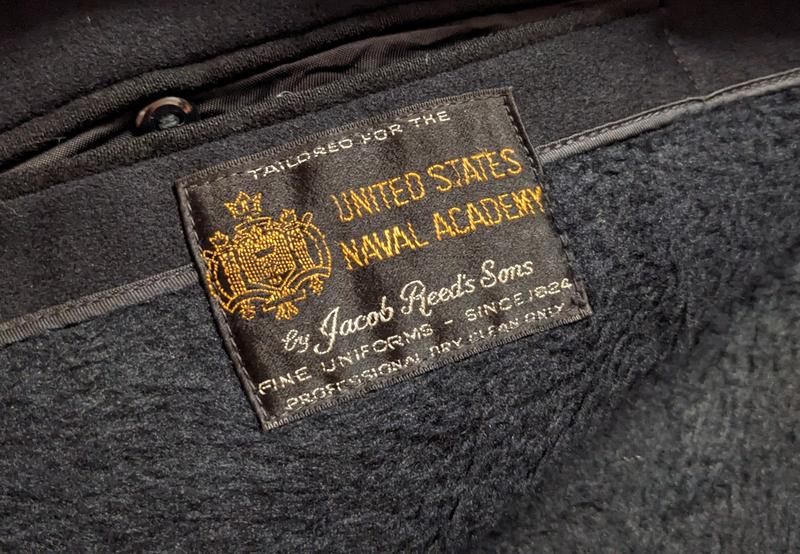 TAILORED FOR THE
UNITED STATES
NAVAL ACADEMY
by Jacob Reed's Sons
FINE UNIFORMS - SINCE 1824
PROFESSIONAL DRY CLEAN ONLY